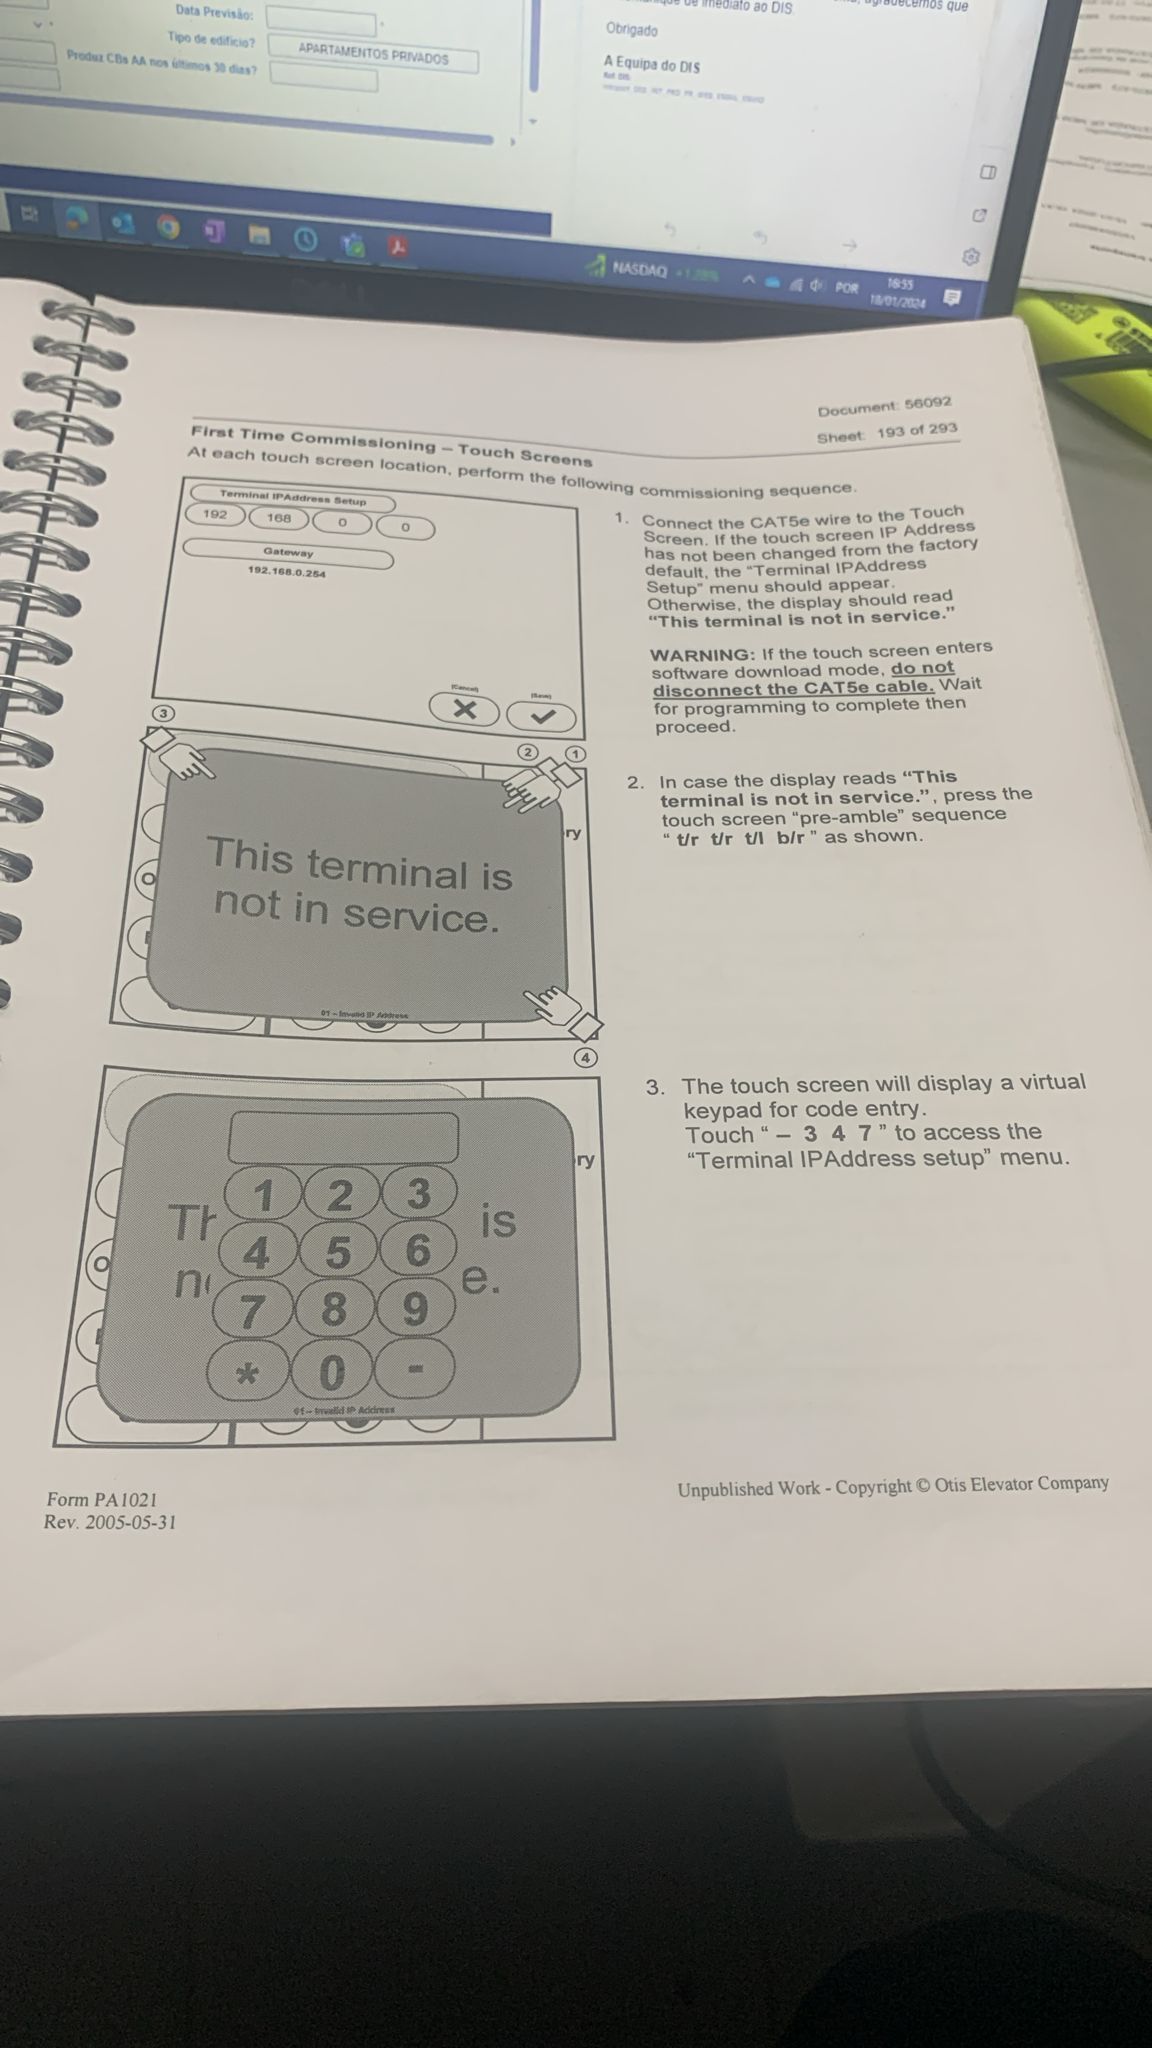 Data Previsão:
Tipo de edifício?
APARTAMENTOS PRIVADOS
Produz CBs AA nos últimos 30 dias?
de imediato ao DIS.
agradecemos que
Obrigado
A Equipa do DIS
NASDAQ +1.28%
POR
16:55
18/01/2024
Document: 56092
Sheet: 193 of 293
First Time Commissioning – Touch Screens
At each touch screen location, perform the following commissioning sequence.
Terminal IPAddress Setup
192 168 0 0
Gateway
192.168.0.254
(Cancel) (Save)
1. Connect the CAT5e wire to the Touch
Screen. If the touch screen IP Address
has not been changed from the factory
default, the “Terminal IPAddress
Setup” menu should appear.
Otherwise, the display should read
“This terminal is not in service.”
WARNING: If the touch screen enters
software download mode, do not
disconnect the CAT5e cable. Wait
for programming to complete then
proceed.
3
2 1
ry
O
This terminal is
not in service.
01 – Invalid IP Address
4
2. In case the display reads “This
terminal is not in service.”, press the
touch screen “pre-amble” sequence
“ t/r t/r t/l b/r ” as shown.
ry
O
1 2 3
is
4 5 6
e.
7 8 9
* 0 -
01 – Invalid IP Address
3. The touch screen will display a virtual
keypad for code entry.
Touch “ – 3 4 7 ” to access the
“Terminal IPAddress setup” menu.
Form PA1021
Rev. 2005-05-31
Unpublished Work - Copyright © Otis Elevator Company